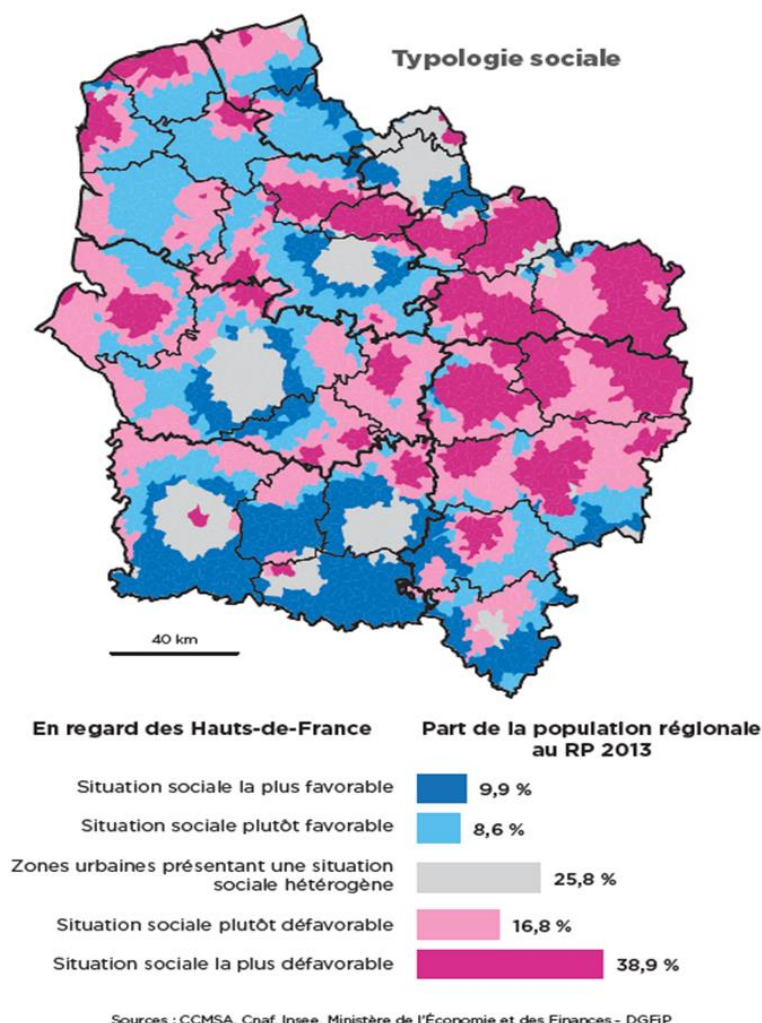 Typologie sociale
40 km
En regard des Hauts-de-France
Part de la population régionale
au RP 2013
Situation sociale la plus favorable
9,9 %
Situation sociale plutôt favorable
8,6 %
Zones urbaines présentant une situation
sociale hétérogène
25,8 %
Situation sociale plutôt défavorable
16,8 %
Situation sociale la plus défavorable
38,9 %
Sources : CCMSA, Cnaf, Insee, Ministère de l'Économie et des Finances - DGFiP